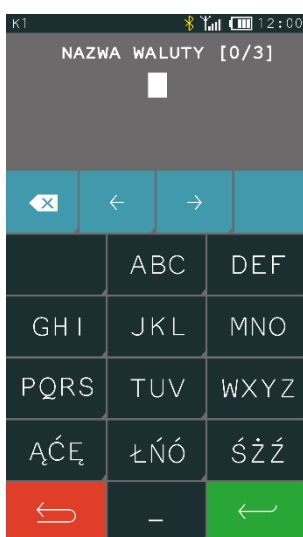 K1 12:00
NAZWA WALUTY [0/3]
ABC DEF
GHI JKL MNO
PQRS TUV WXYZ
ĄĆĘ ŁŃÓ ŚŻŹ
_